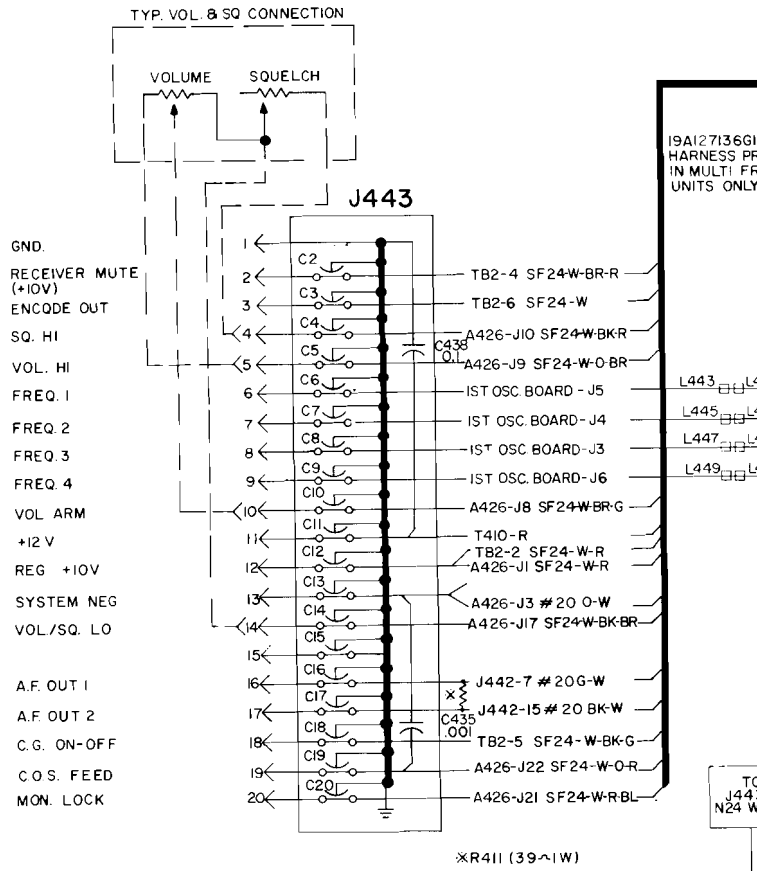 TYP. VOL. & SQ CONNECTION
VOLUME
SQUELCH
J443
19A127136G1
HARNESS PR
IN MULTI FR
UNITS ONLY
GND. 1
RECEIVER MUTE (+10V) 2 C2 TB2-4 SF24-W-BR-R
ENCODE OUT 3 C3 TB2-6 SF24-W
SQ. HI 4 C4 A426-J10 SF24-W-BK-R
C438
0.1
VOL. HI 5 C5 A426-J9 SF24-W-O-BR
FREQ. 1 6 C6 1ST OSC. BOARD - J5 L443 L4
FREQ. 2 7 C7 1ST OSC. BOARD-J4 L445 L4
FREQ. 3 8 C8 1ST OSC. BOARD-J3 L447 L4
FREQ. 4 9 C9 1ST OSC. BOARD-J6 L449 L4
VOL ARM 10 C10 A426-J8 SF24-W-BR-G
+12 V 11 C11 T410-R
TB2-2 SF24-W-R
REG +10V 12 C12 A426-J1 SF24-W-R
SYSTEM NEG 13 C13 A426-J3 #20 O-W
VOL./SQ. LO 14 C14 A426-J17 SF24-W-BK-BR
15 C15
A.F. OUT 1 16 C16 J442-7 #20 G-W
※
A.F. OUT 2 17 C17 J442-15 #20 BK-W
C435
.001
C.G. ON-OFF 18 C18 TB2-5 SF24-W-BK-G
C.O.S. FEED 19 C19 A426-J22 SF24-W-O-R
MON. LOCK 20 C20 A426-J21 SF24-W-R-BL
TO
J443
N24 W
※R411 (39~1W)